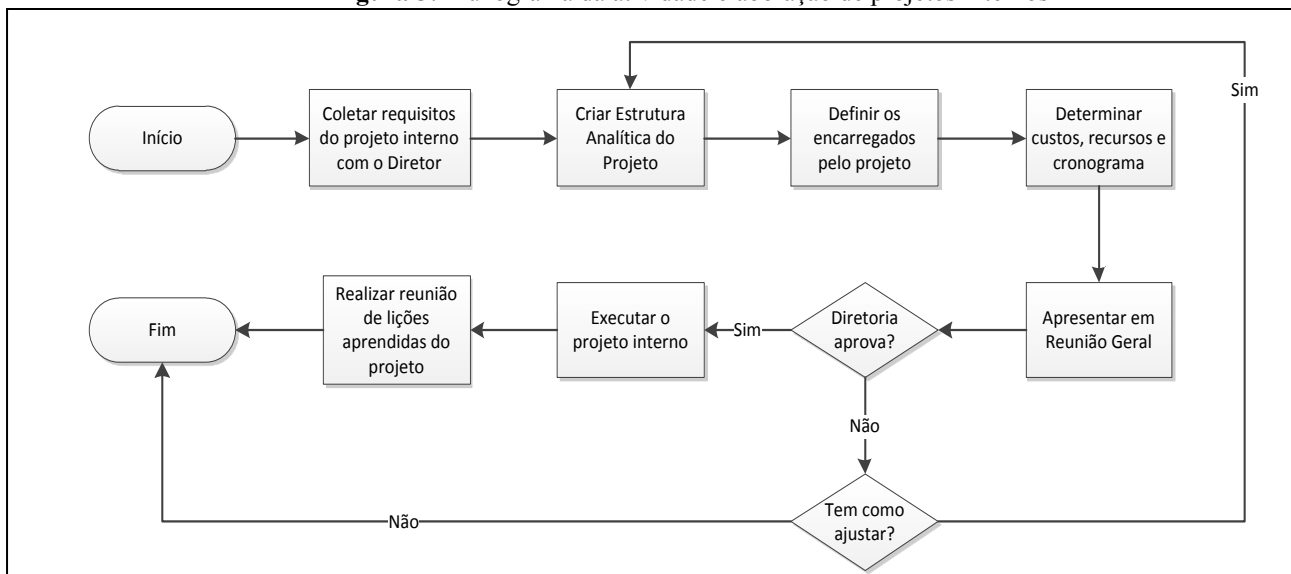 Início
Coletar requisitos
do projeto interno
com o Diretor
Criar Estrutura
Analítica do
Projeto
Definir os
encarregados
pelo projeto
Determinar
custos, recursos e
cronograma
Sim
Fim
Realizar reunião
de lições
aprendidas do
projeto
Executar o
projeto interno
Sim
Diretoria
aprova?
Apresentar em
Reunião Geral
Não
Não
Tem como
ajustar?